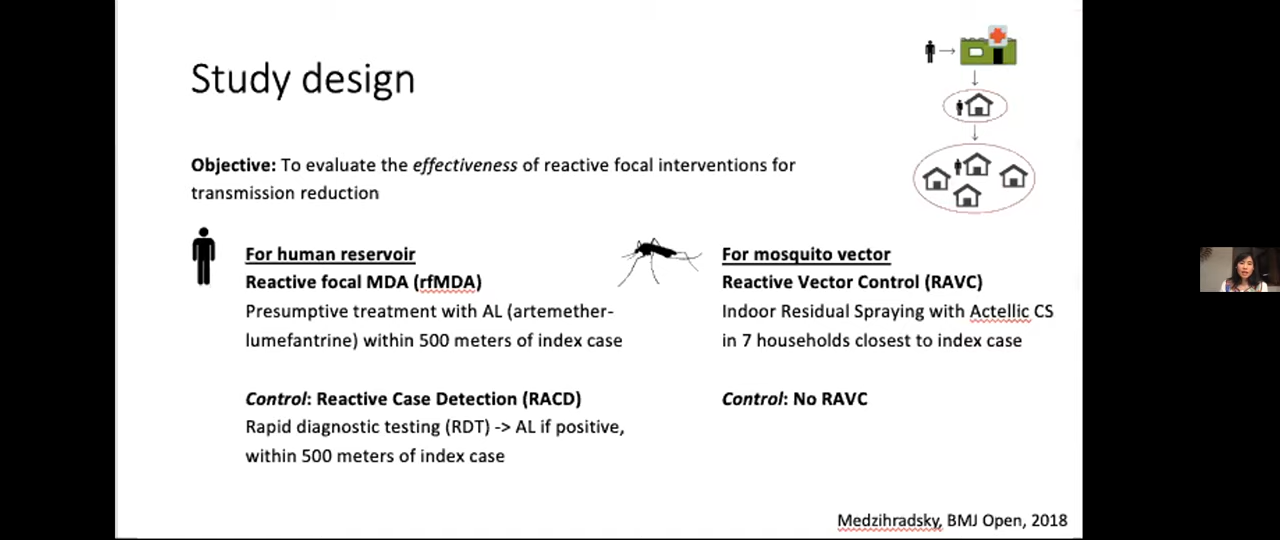 Study design
Objective: To evaluate the effectiveness of reactive focal interventions for
transmission reduction
For human reservoir
Reactive focal MDA (rfMDA)
Presumptive treatment with AL (artemether-
lumefantrine) within 500 meters of index case
Control: Reactive Case Detection (RACD)
Rapid diagnostic testing (RDT) -> AL if positive,
within 500 meters of index case
For mosquito vector
Reactive Vector Control (RAVC)
Indoor Residual Spraying with Actellic CS
in 7 households closest to index case
Control: No RAVC
Medzihradsky, BMJ Open, 2018